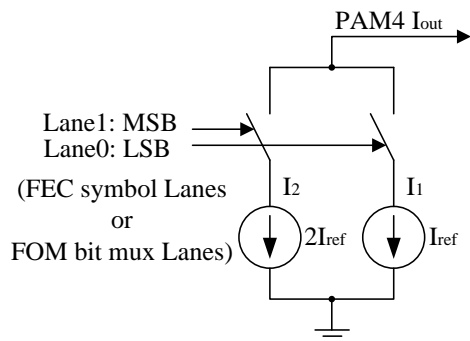 PAM4 Iout
Lane1: MSB
Lane0: LSB
(FEC symbol Lanes
or
FOM bit mux Lanes)
I2
I1
2Iref
Iref